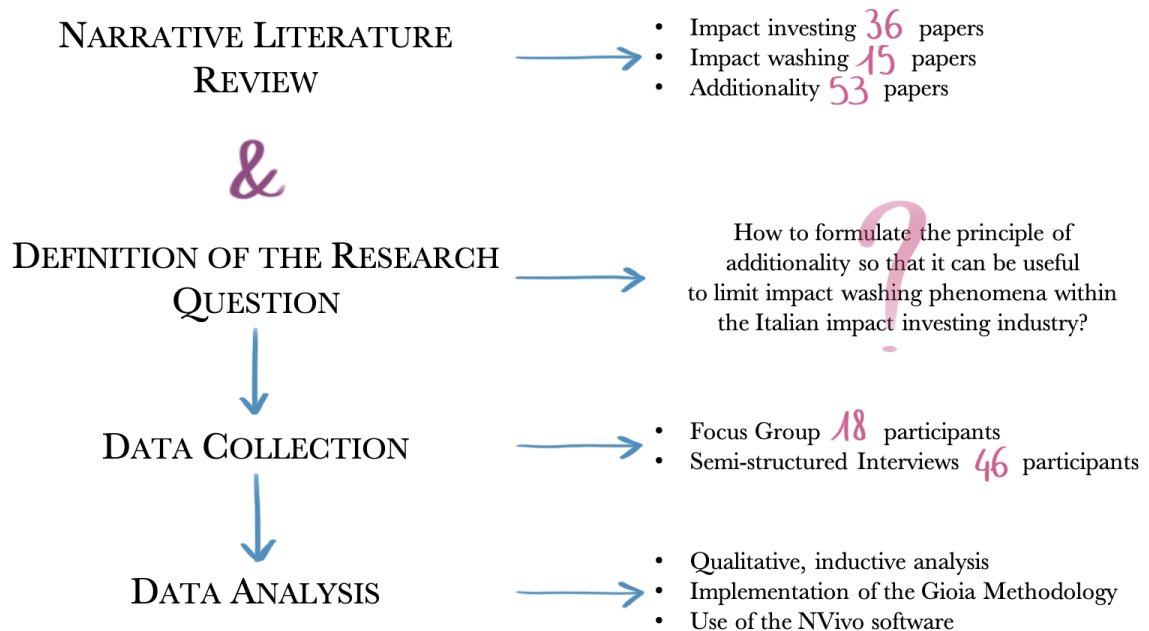 NARRATIVE LITERATURE
REVIEW
• Impact investing 36 papers
• Impact washing 15 papers
• Additionality 53 papers
&
DEFINITION OF THE RESEARCH
QUESTION
?
How to formulate the principle of
additionality so that it can be useful
to limit impact washing phenomena within
the Italian impact investing industry?
DATA COLLECTION
• Focus Group 18 participants
• Semi-structured Interviews 46 participants
DATA ANALYSIS
• Qualitative, inductive analysis
• Implementation of the Gioia Methodology
• Use of the NVivo software